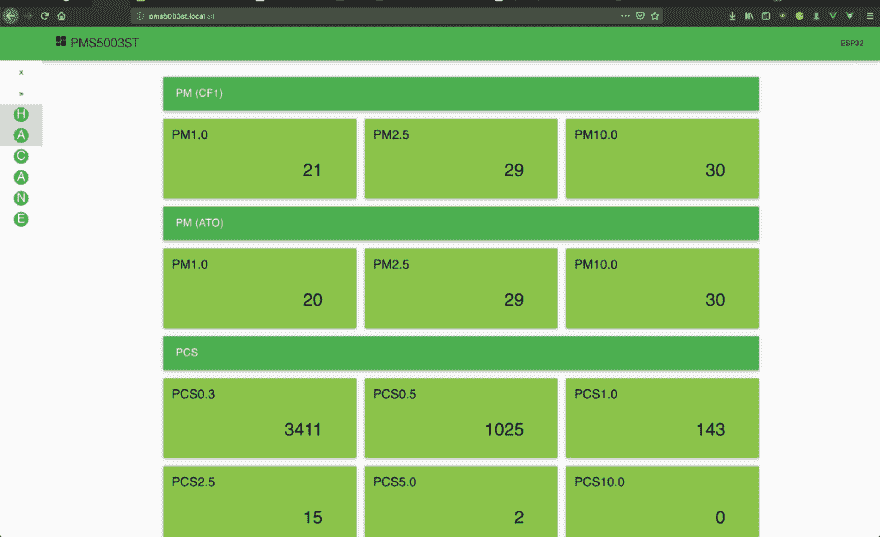 pms5003st.local
PMS5003ST
ESP32
H
A
C
A
N
E
PM (CF1)
PM1.0 PM2.5 PM10.0
21 29 30
PM (ATO)
PM1.0 PM2.5 PM10.0
20 29 30
PCS
PCS0.3 PCS0.5 PCS1.0
3411 1025 143
PCS2.5 PCS5.0 PCS10.0
15 2 0